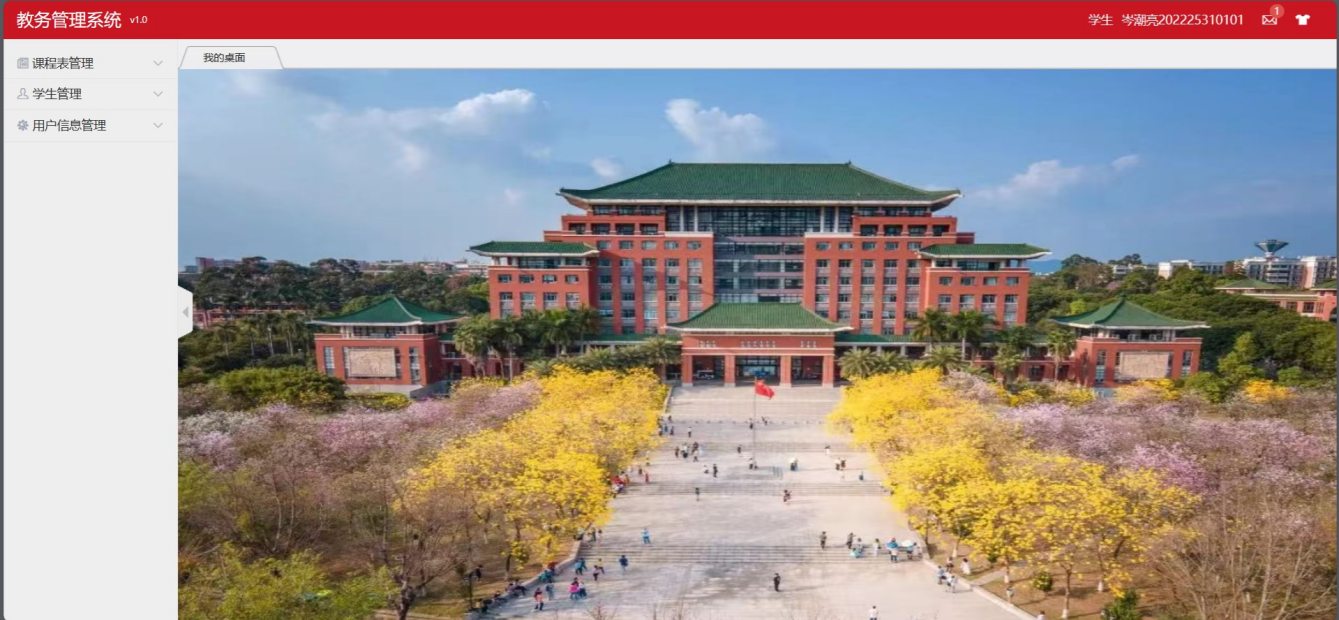 教务管理系统 v1.0
学生 岑潮亮202225310101 1
课程表管理
学生管理
用户信息管理
我的桌面